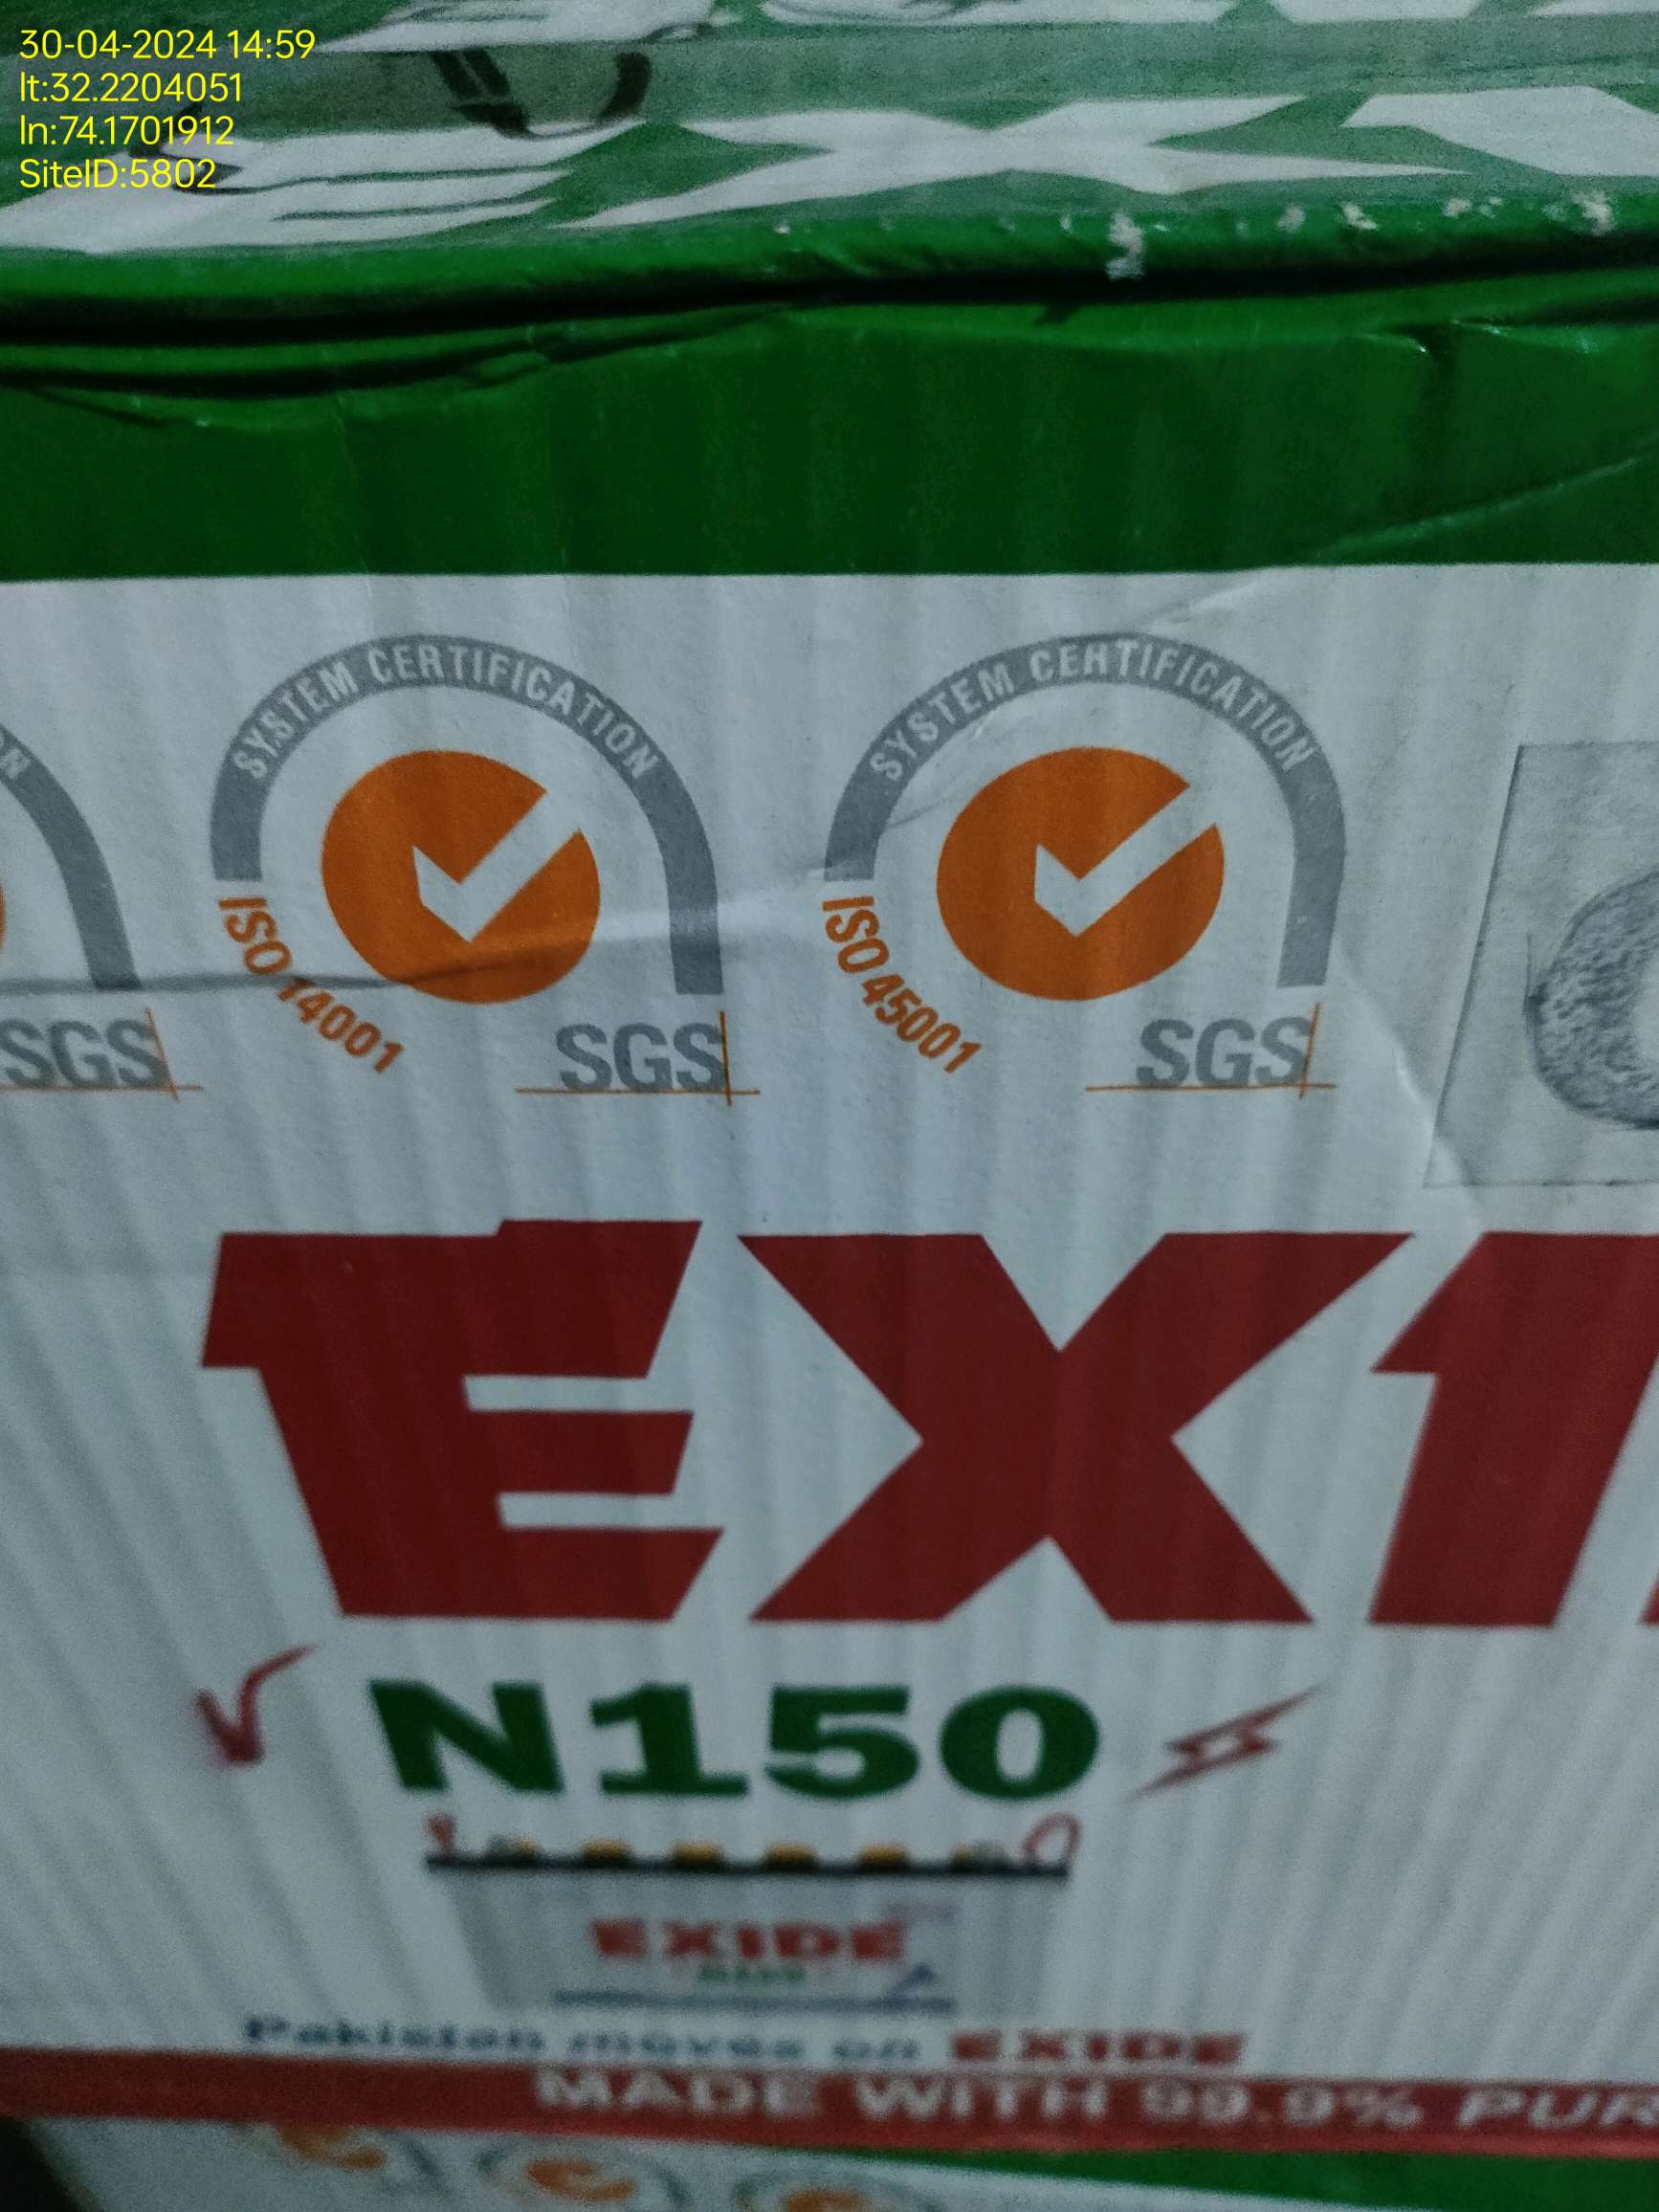 30-04-2024 14:59
lt:32.2204051
ln:74.1701912
SiteID:5802
SYSTEM CERTIFICATION
ISO 14001
SGS
SYSTEM CERTIFICATION
ISO 45001
SGS
SGS
EXI
N150
EXIDE
Pakistan moves on EXIDE
MADE WITH 99.9% PUR